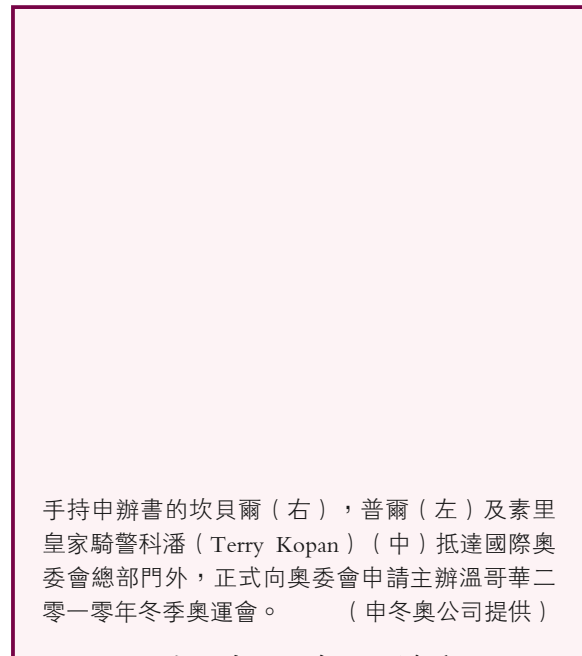 手持申辦書的坎貝爾（右），普爾（左）及素里
皇家騎警科潘（Terry Kopan）（中）抵達國際奧
委會總部門外，正式向奧委會申請主辦溫哥華二
零一零年冬季奧運會。　　（申冬奧公司提供）